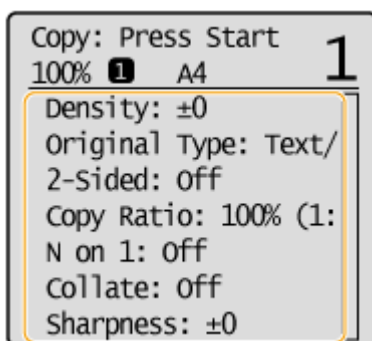 Copy: Press Start
1
100% 1 A4
Density: ±0
Original Type: Text/
2-Sided: Off
Copy Ratio: 100% (1:
N on 1: Off
Collate: Off
Sharpness: ±0